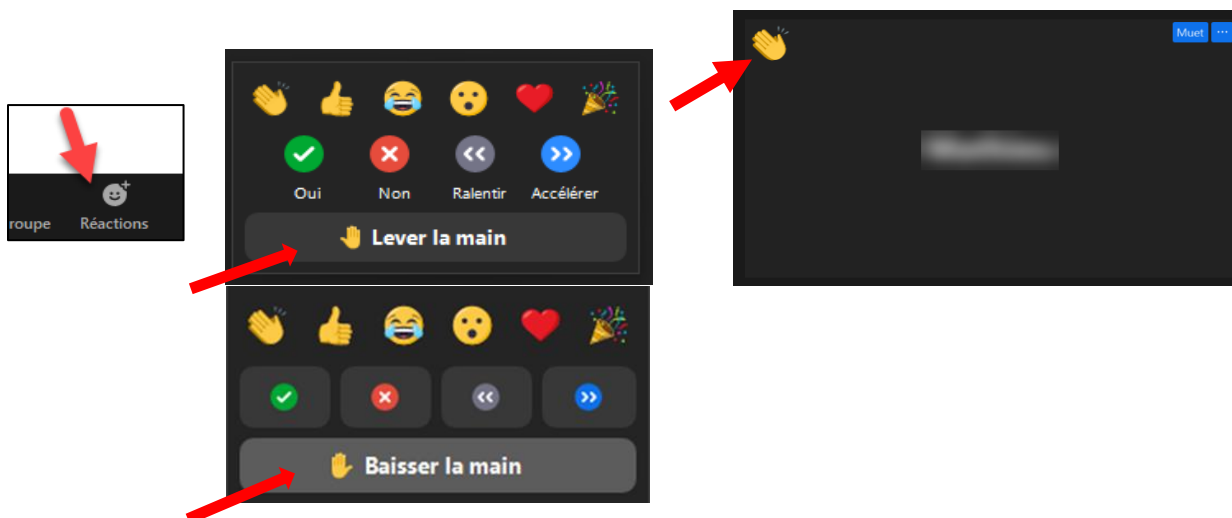 roupe Réactions
Oui Non Ralentir Accélérer
Lever la main
Baisser la main
Muet ...